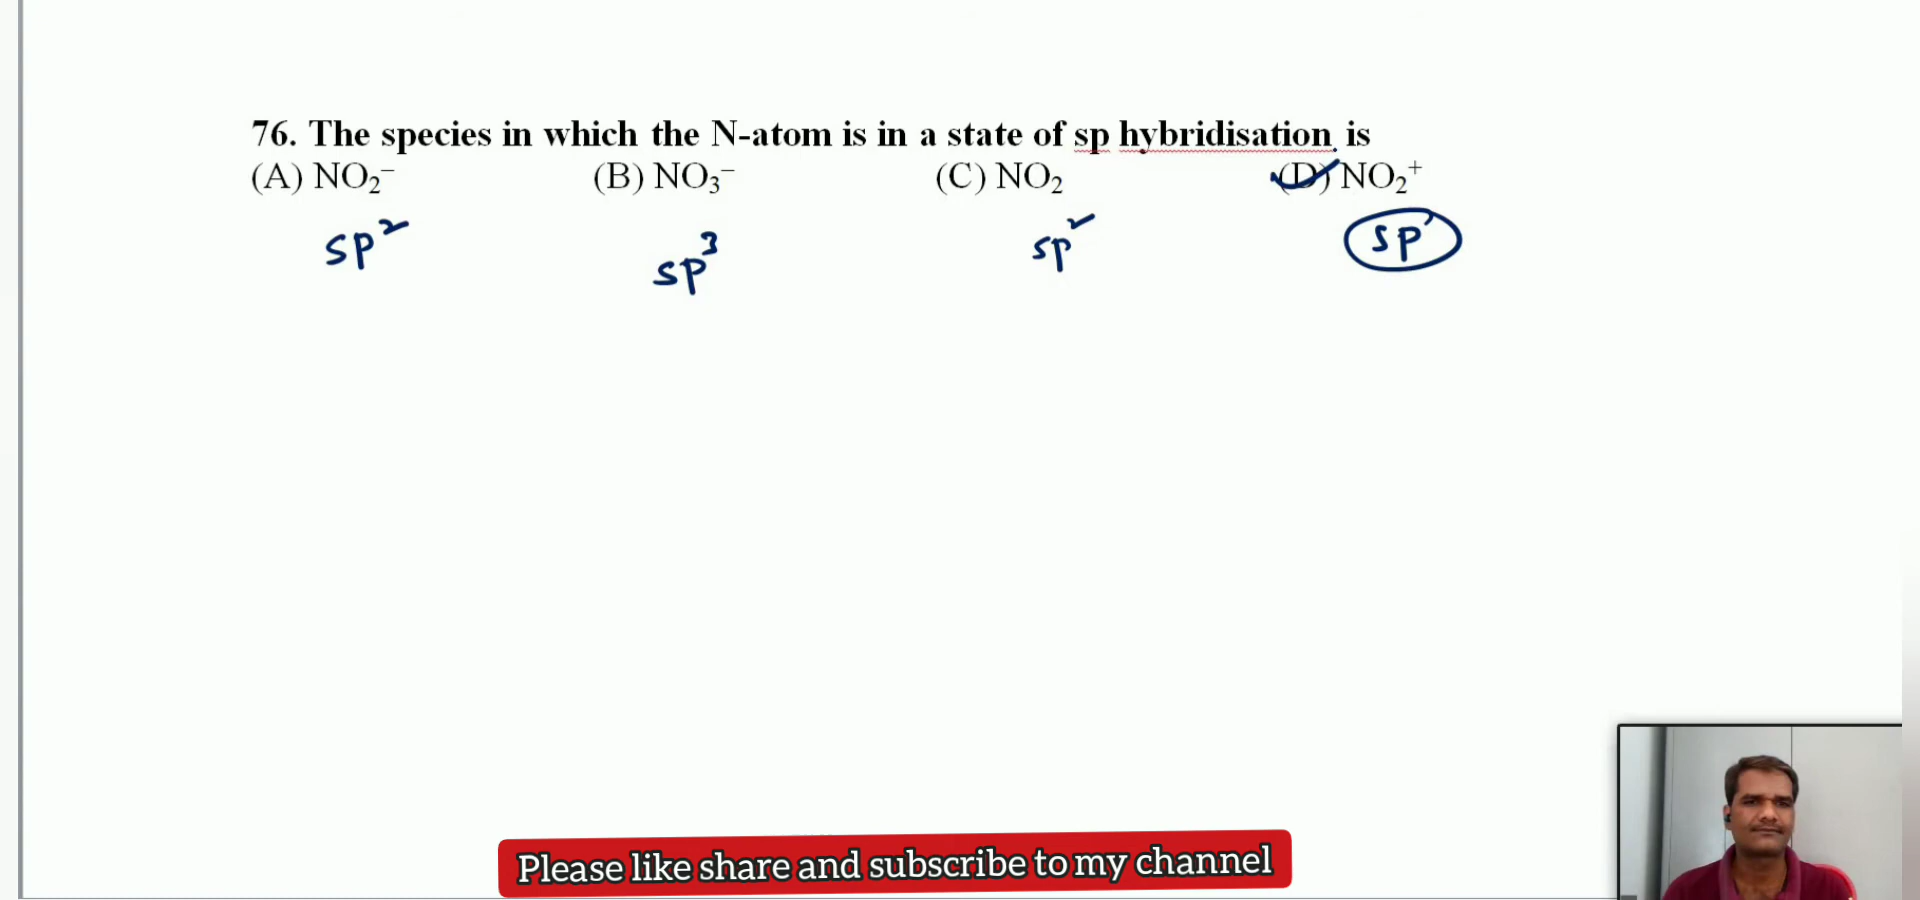 76. The species in which the N-atom is in a state of sp hybridisation is
(A) NO₂⁻ (B) NO₃⁻ (C) NO₂ (D) NO₂⁺
sp² sp³ sp² sp
Please like share and subscribe to my channel